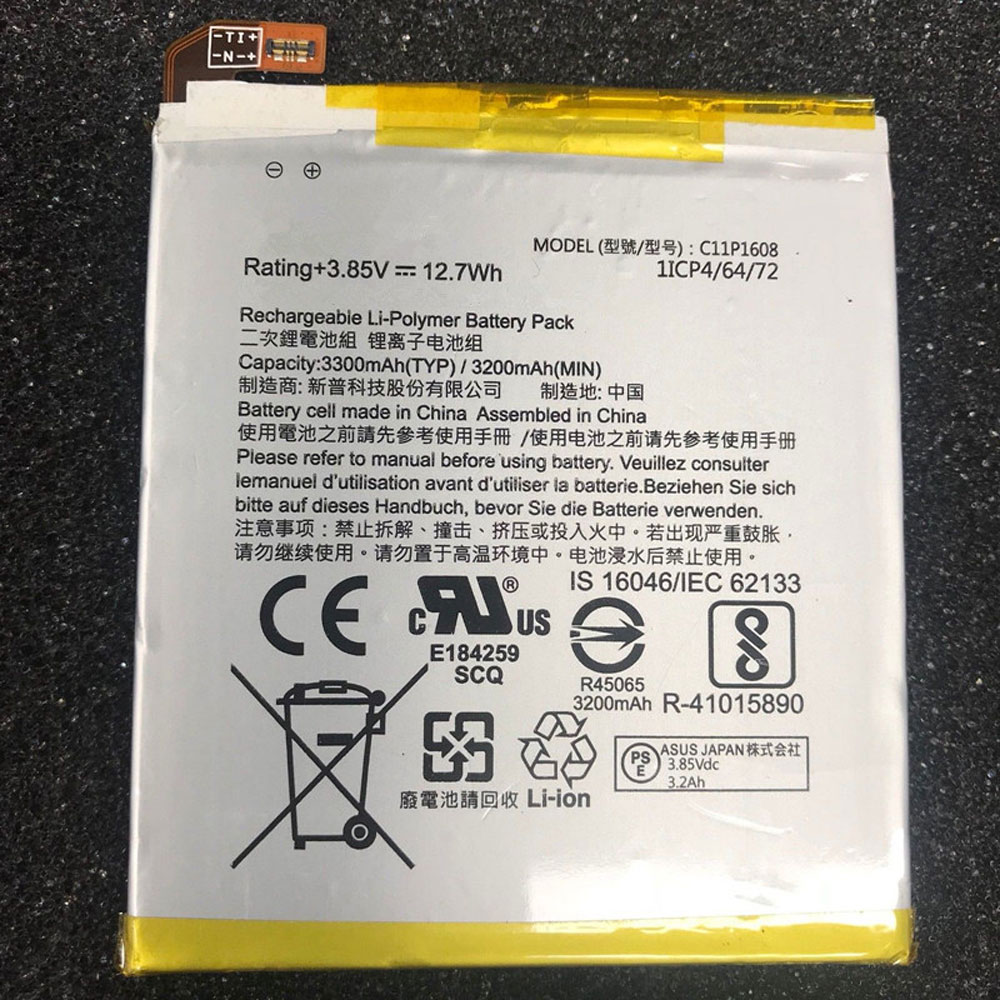 -TI+
-N-+
⊖ ⊕
MODEL (型號/型号) : C11P1608
Rating+3.85V ⎓ 12.7Wh
1ICP4/64/72
Rechargeable Li-Polymer Battery Pack
二次鋰電池組 锂离子电池组
Capacity:3300mAh(TYP) / 3200mAh(MIN)
制造商: 新普科技股份有限公司 制造地: 中国
Battery cell made in China Assembled in China
使用電池之前請先參考使用手冊 /使用电池之前请先参考使用手册
Please refer to manual before using battery. Veuillez consulter
lemanuel d'utilisation avant d'utiliser la batterie.Beziehen Sie sich
bitte auf dieses Handbuch, bevor Sie die Batterie verwenden.
注意事项：禁止拆解、撞击、挤压或投入火中。若出现严重鼓胀，
请勿继续使用。请勿置于高温环境中。电池浸水后禁止使用。
IS 16046/IEC 62133
CE
c RU ® US
E184259
SCQ
R45065
3200mAh
R-41015890
廢電池請回收
Li-ion
PS
E
ASUS JAPAN株式会社
3.85Vdc
3.2Ah